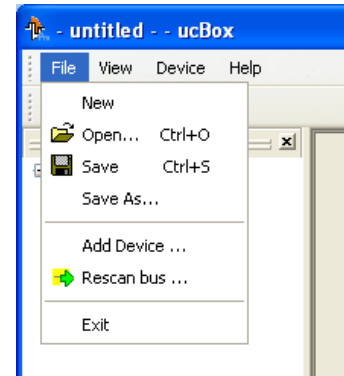 - untitled - - ucBox
File View Device Help
New
Open... Ctrl+O
Save Ctrl+S
Save As...
Add Device ...
Rescan bus ...
Exit